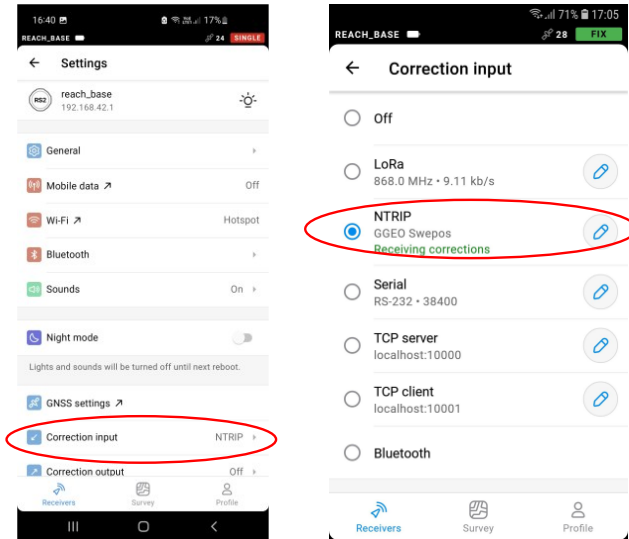 16:40 17%
REACH_BASE 24 SINGLE
Settings
RS2
reach_base
192.168.42.1
General
Mobile data Off
Wi-Fi Hotspot
Bluetooth
Sounds On
Night mode
Lights and sounds will be turned off until next reboot.
GNSS settings
Correction input NTRIP
Correction output Off
Receivers Survey Profile
71% 17:05
REACH_BASE 28 FIX
Correction input
Off
LoRa
868.0 MHz • 9.11 kb/s
NTRIP
GGEO Swepos
Receiving corrections
Serial
RS-232 • 38400
TCP server
localhost:10000
TCP client
localhost:10001
Bluetooth
Receivers Survey Profile